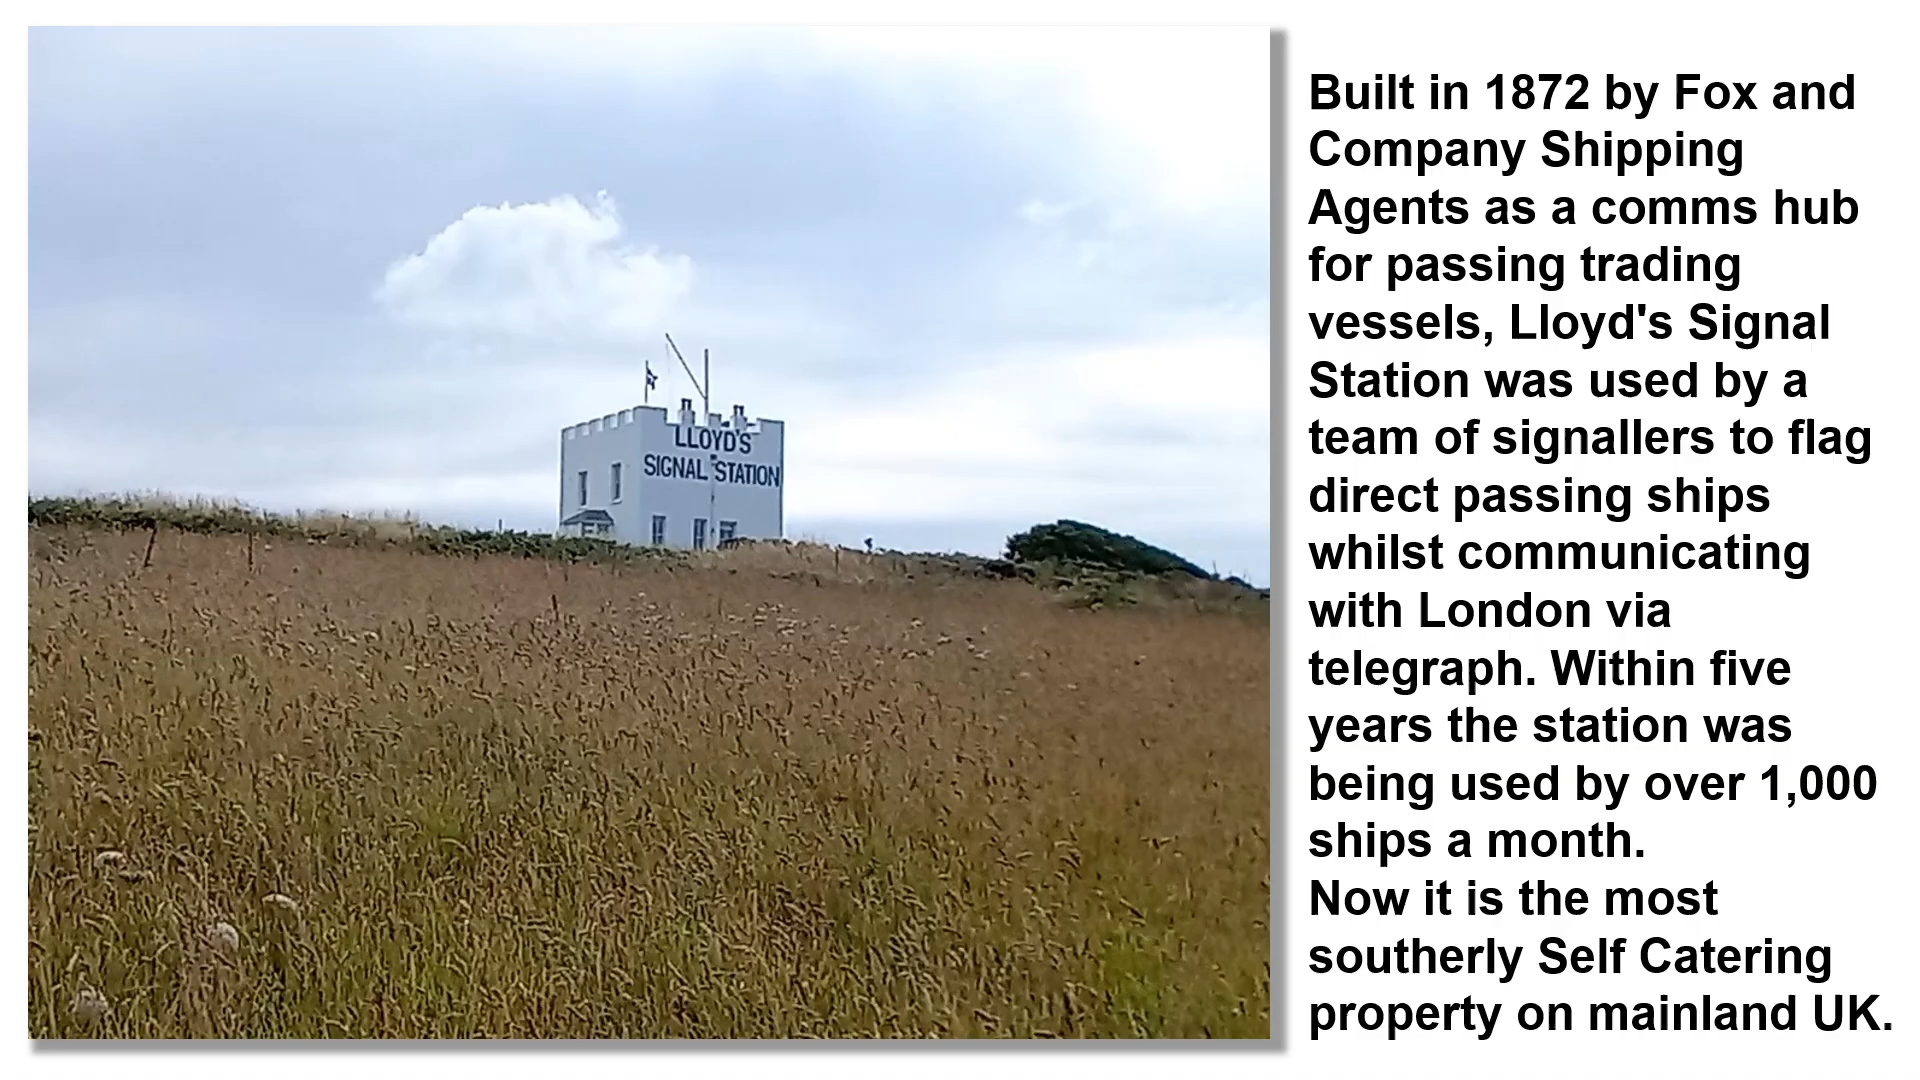 LLOYD'S
SIGNAL STATION
Built in 1872 by Fox and
Company Shipping
Agents as a comms hub
for passing trading
vessels, Lloyd's Signal
Station was used by a
team of signallers to flag
direct passing ships
whilst communicating
with London via
telegraph. Within five
years the station was
being used by over 1,000
ships a month.
Now it is the most
southerly Self Catering
property on mainland UK.